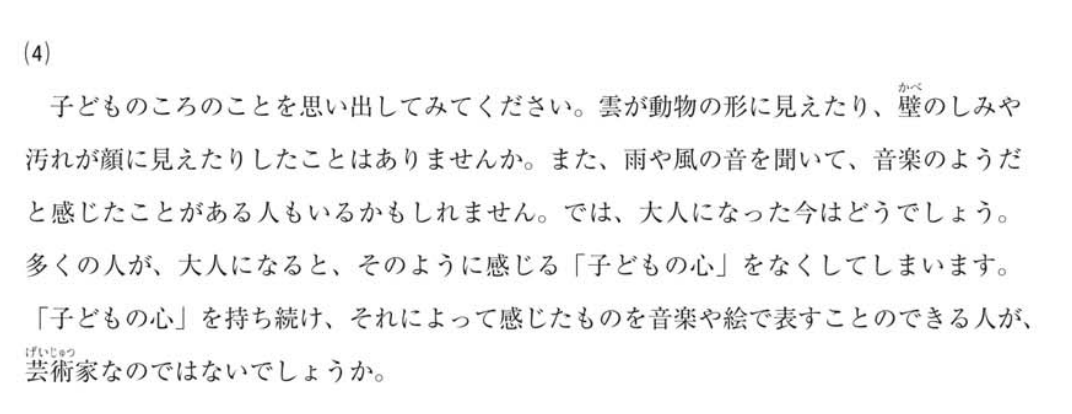 (4)
子どものころのことを思い出してみてください。雲が動物の形に見えたり、壁のしみや
汚れが顔に見えたりしたことはありませんか。また、雨や風の音を聞いて、音楽のようだ
と感じたことがある人もいるかもしれません。では、大人になった今はどうでしょう。
多くの人が、大人になると、そのように感じる「子どもの心」をなくしてしまいます。
「子どもの心」を持ち続け、それによって感じたものを音楽や絵で表すことのできる人が、
芸術家なのではないでしょうか。